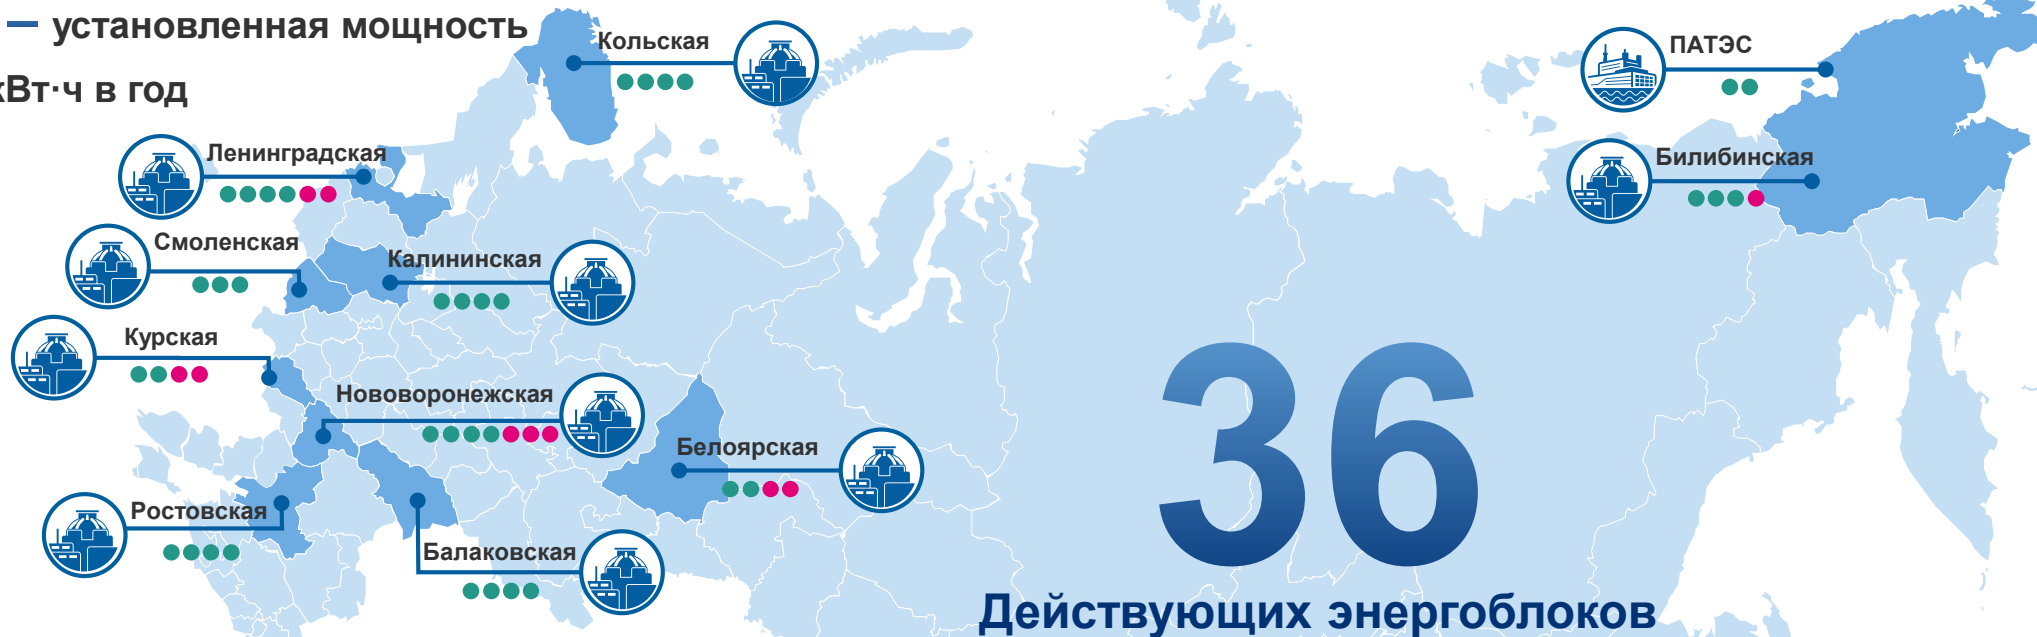 — установленная мощность
кВт·ч в год
Кольская
ПАТЭС
Ленинградская
Билибинская
Смоленская
Калининская
Курская
Нововоронежская
Белоярская
Ростовская
Балаковская
36
Действующих энергоблоков